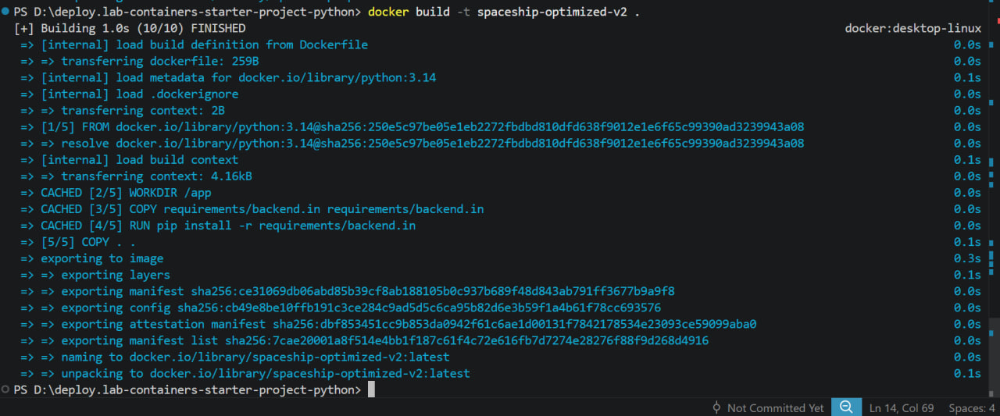 PS D:\deploy.lab-containers-starter-project-python> docker build -t spaceship-optimized-v2 .
[+] Building 1.0s (10/10) FINISHED docker:desktop-linux
=> [internal] load build definition from Dockerfile 0.0s
=> => transferring dockerfile: 259B 0.0s
=> [internal] load metadata for docker.io/library/python:3.14 0.1s
=> [internal] load .dockerignore 0.0s
=> => transferring context: 2B 0.0s
=> [1/5] FROM docker.io/library/python:3.14@sha256:250e5c97be05e1eb2272fbdbd810dfd638f9012e1e6f65c99390ad3239943a08 0.0s
=> => resolve docker.io/library/python:3.14@sha256:250e5c97be05e1eb2272fbdbd810dfd638f9012e1e6f65c99390ad3239943a08 0.0s
=> [internal] load build context 0.1s
=> => transferring context: 4.16kB 0.0s
=> CACHED [2/5] WORKDIR /app 0.0s
=> CACHED [3/5] COPY requirements/backend.in requirements/backend.in 0.0s
=> CACHED [4/5] RUN pip install -r requirements/backend.in 0.0s
=> [5/5] COPY . . 0.1s
=> exporting to image 0.3s
=> => exporting layers 0.1s
=> => exporting manifest sha256:ce31069db06abd85b39cf8ab188105b0c937b689f48d843ab791ff3677b9a9f8 0.0s
=> => exporting config sha256:cb49e8be10ffb191c3ce284c9ad5d5c6ca95b82d6e3b59f1a4b61f78cc693576 0.0s
=> => exporting attestation manifest sha256:dbf853451cc9b853da0942f61c6ae1d00131f7842178534e23093ce59099aba0 0.0s
=> => exporting manifest list sha256:7cae20001a8f514e4bb1f187c61f4c72e616fb7d7274e28276f88f9d268d4916 0.0s
=> => naming to docker.io/library/spaceship-optimized-v2:latest 0.0s
=> => unpacking to docker.io/library/spaceship-optimized-v2:latest 0.1s
PS D:\deploy.lab-containers-starter-project-python>
Not Committed Yet Ln 14, Col 69 Spaces: 4